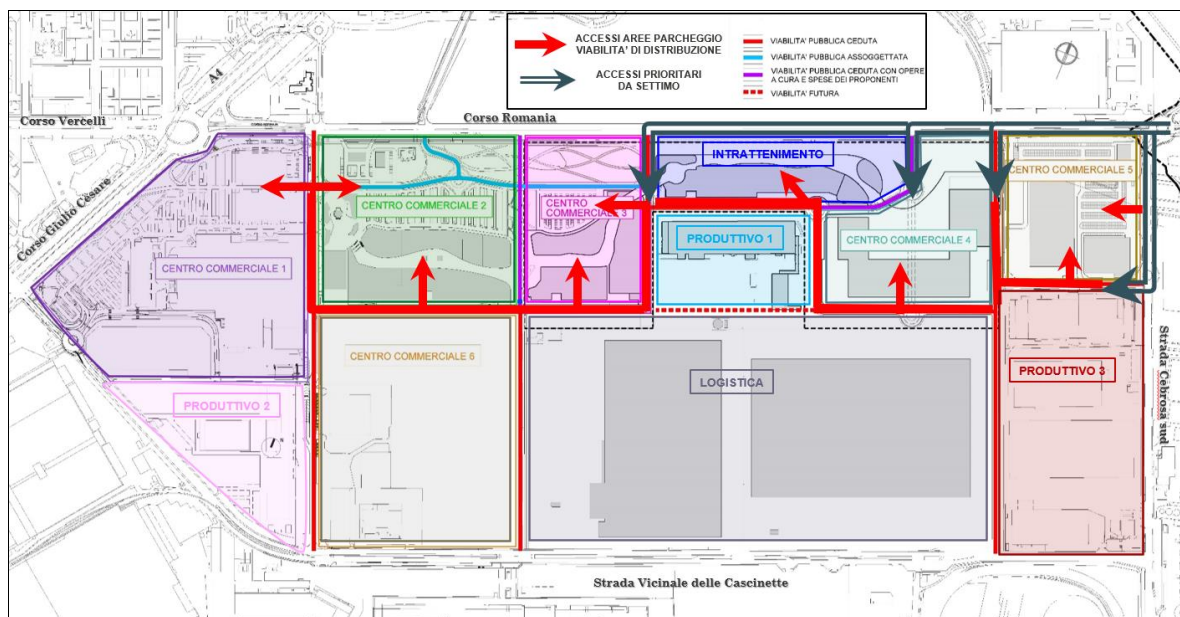 ACCESSI AREE PARCHEGGIO
VIABILITA' DI DISTRIBUZIONE
ACCESSI PRIORITARI
DA SETTIMO
VIABILITA' PUBBLICA CEDUTA
VIABILITA' PUBBLICA ASSOGGETTATA
VIABILITA' PUBBLICA CEDUTA CON OPERE
A CURA E SPESE DEI PROPONENTI
VIABILITA' FUTURA
A4
Corso Vercelli
Corso Romania
Corso Giulio Cesare
INTRATTENIMENTO
CENTRO COMMERCIALE 5
CENTRO COMMERCIALE 2
CENTRO
COMMERCIALE 3
PRODUTTIVO 1
CENTRO COMMERCIALE 4
CENTRO COMMERCIALE 1
CENTRO COMMERCIALE 6
LOGISTICA
PRODUTTIVO 3
PRODUTTIVO 2
Strada Cebrosa sud
Strada Vicinale delle Cascinette